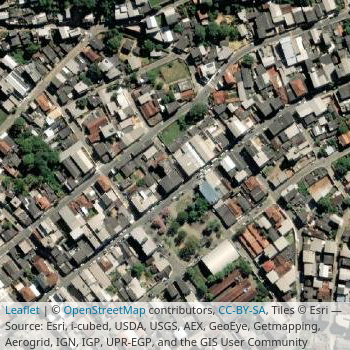 Leaflet | © OpenStreetMap contributors, CC-BY-SA, Tiles © Esri —
Source: Esri, i-cubed, USDA, USGS, AEX, GeoEye, Getmapping,
Aerogrid, IGN, IGP, UPR-EGP, and the GIS User Community